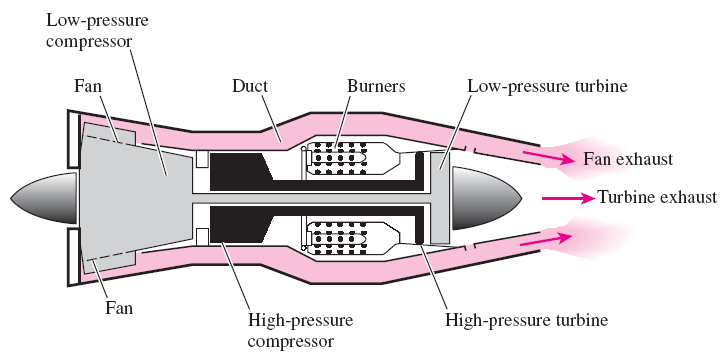 Low-pressure
compressor
Fan
Duct
Burners
Low-pressure turbine
Fan exhaust
Turbine exhaust
Fan
High-pressure
compressor
High-pressure turbine